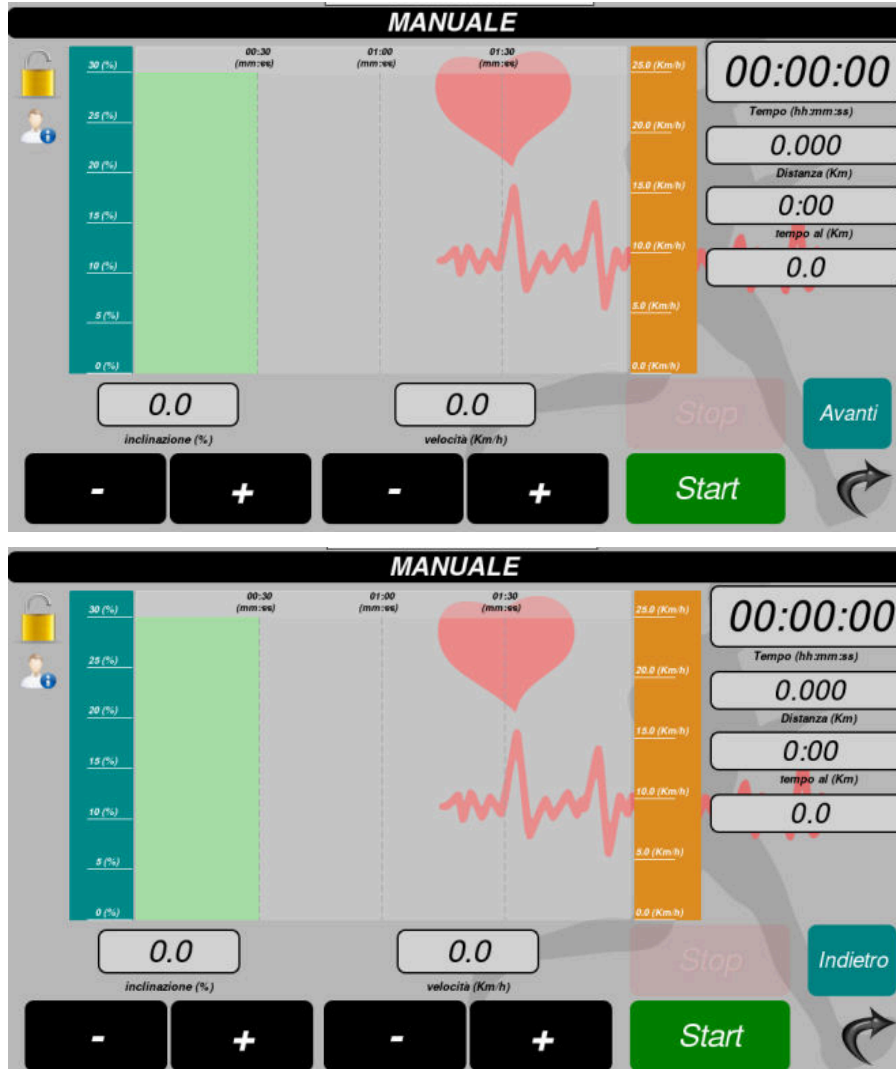 MANUALE
00:30 01:00 01:30
(mm:ss) (mm:ss) (mm:ss)
30 (%)
25 (%)
20 (%)
15 (%)
10 (%)
5 (%)
0 (%)
25.0 (Km/h)
20.0 (Km/h)
15.0 (Km/h)
10.0 (Km/h)
5.0 (Km/h)
0.0 (Km/h)
00:00:00
Tempo (hh:mm:ss)
0.000
Distanza (Km)
0:00
tempo al (Km)
0.0
0.0 0.0
inclinazione (%) velocità (Km/h)
Stop Avanti
- + - + Start
MANUALE
00:30 01:00 01:30
(mm:ss) (mm:ss) (mm:ss)
30 (%)
25 (%)
20 (%)
15 (%)
10 (%)
5 (%)
0 (%)
25.0 (Km/h)
20.0 (Km/h)
15.0 (Km/h)
10.0 (Km/h)
5.0 (Km/h)
0.0 (Km/h)
00:00:00
Tempo (hh:mm:ss)
0.000
Distanza (Km)
0:00
tempo al (Km)
0.0
0.0 0.0
inclinazione (%) velocità (Km/h)
Stop Indietro
- + - + Start